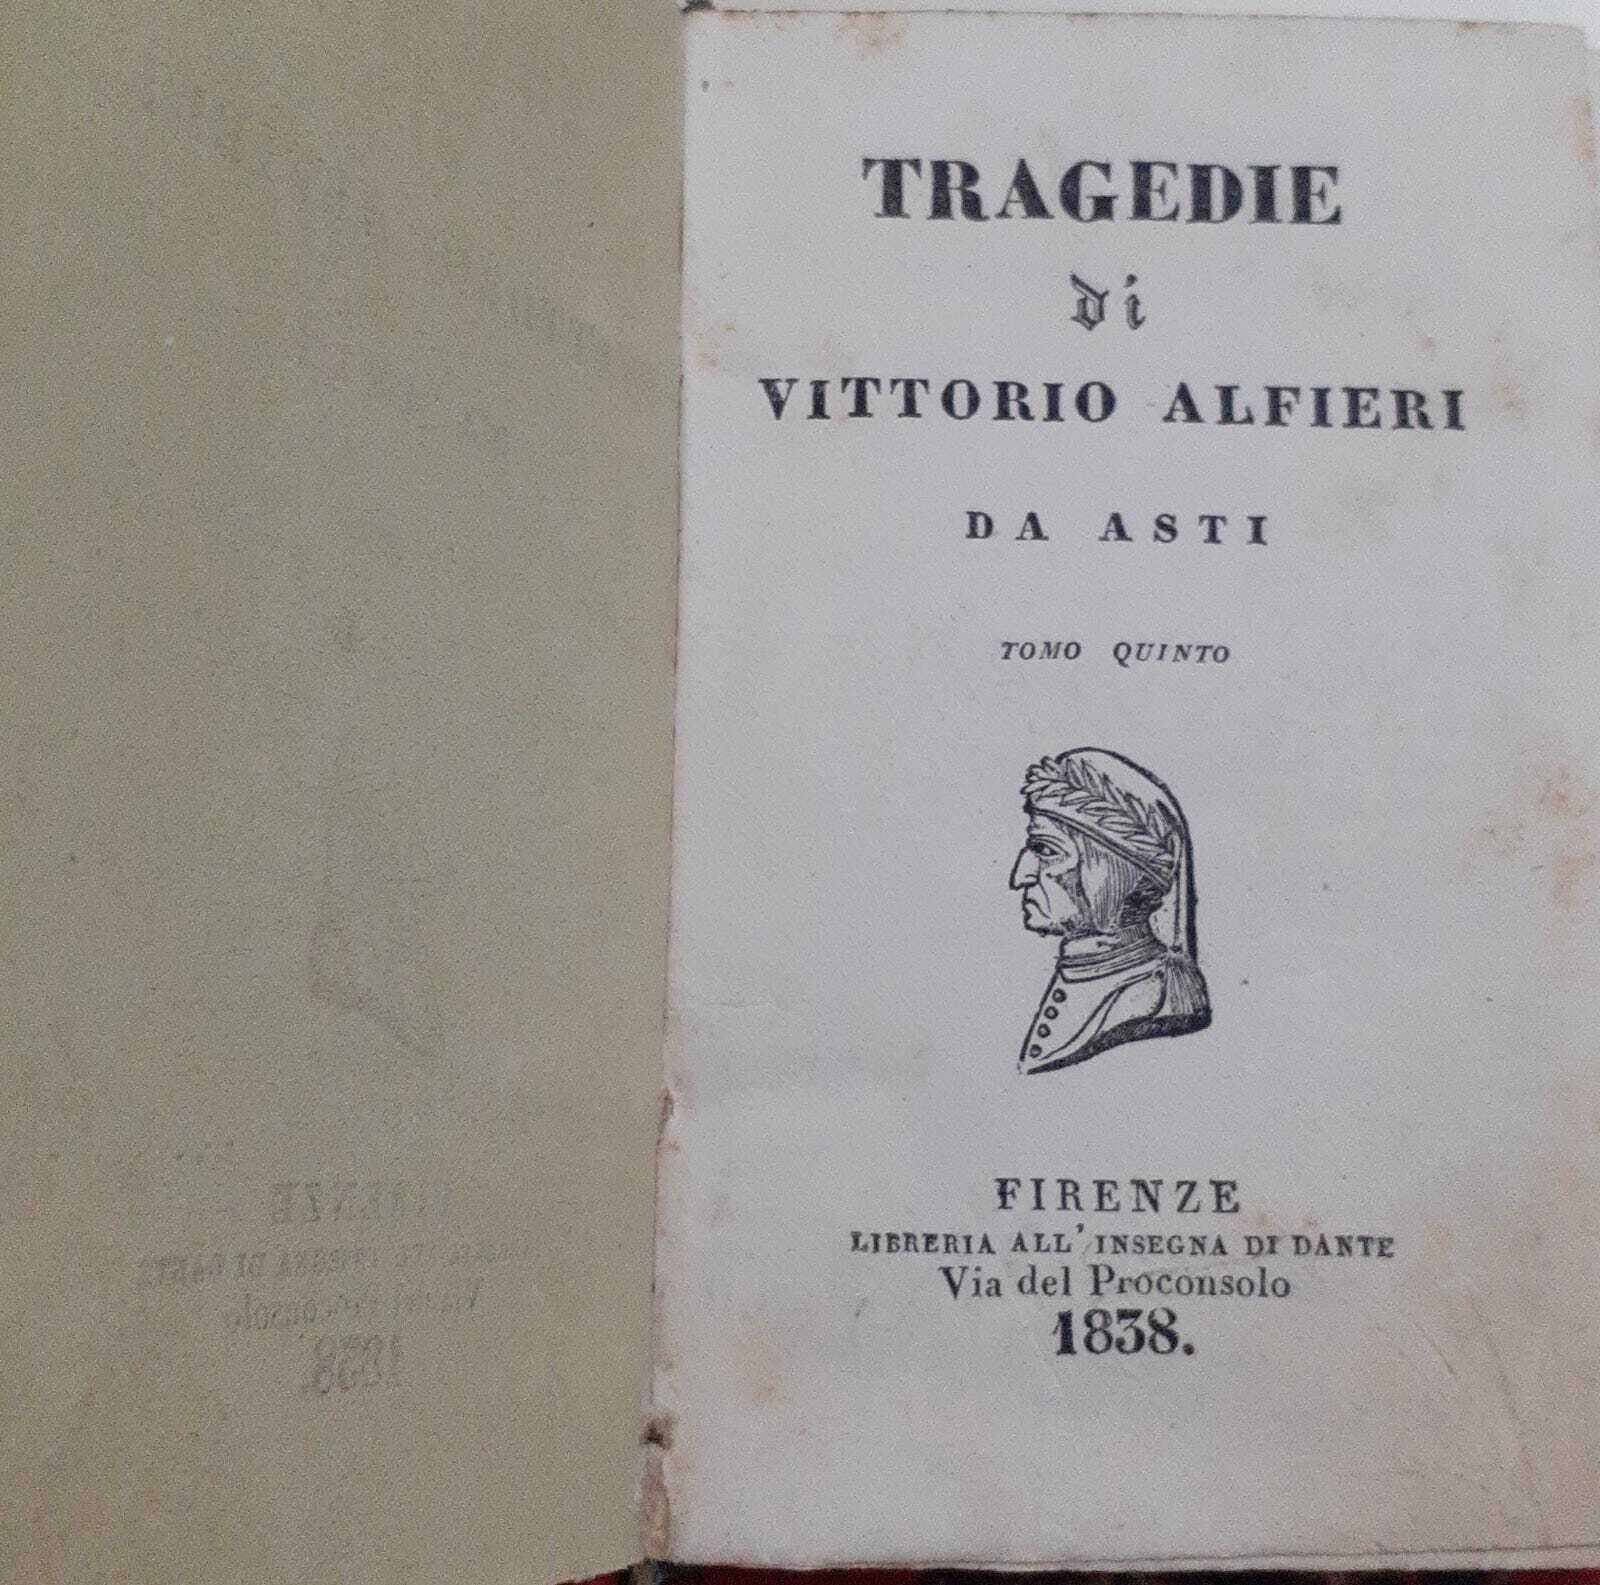 TRAGEDIE
di
VITTORIO ALFIERI
DA ASTI
TOMO QUINTO
FIRENZE
LIBRERIA ALL' INSEGNA DI DANTE
Via del Proconsolo
1838.